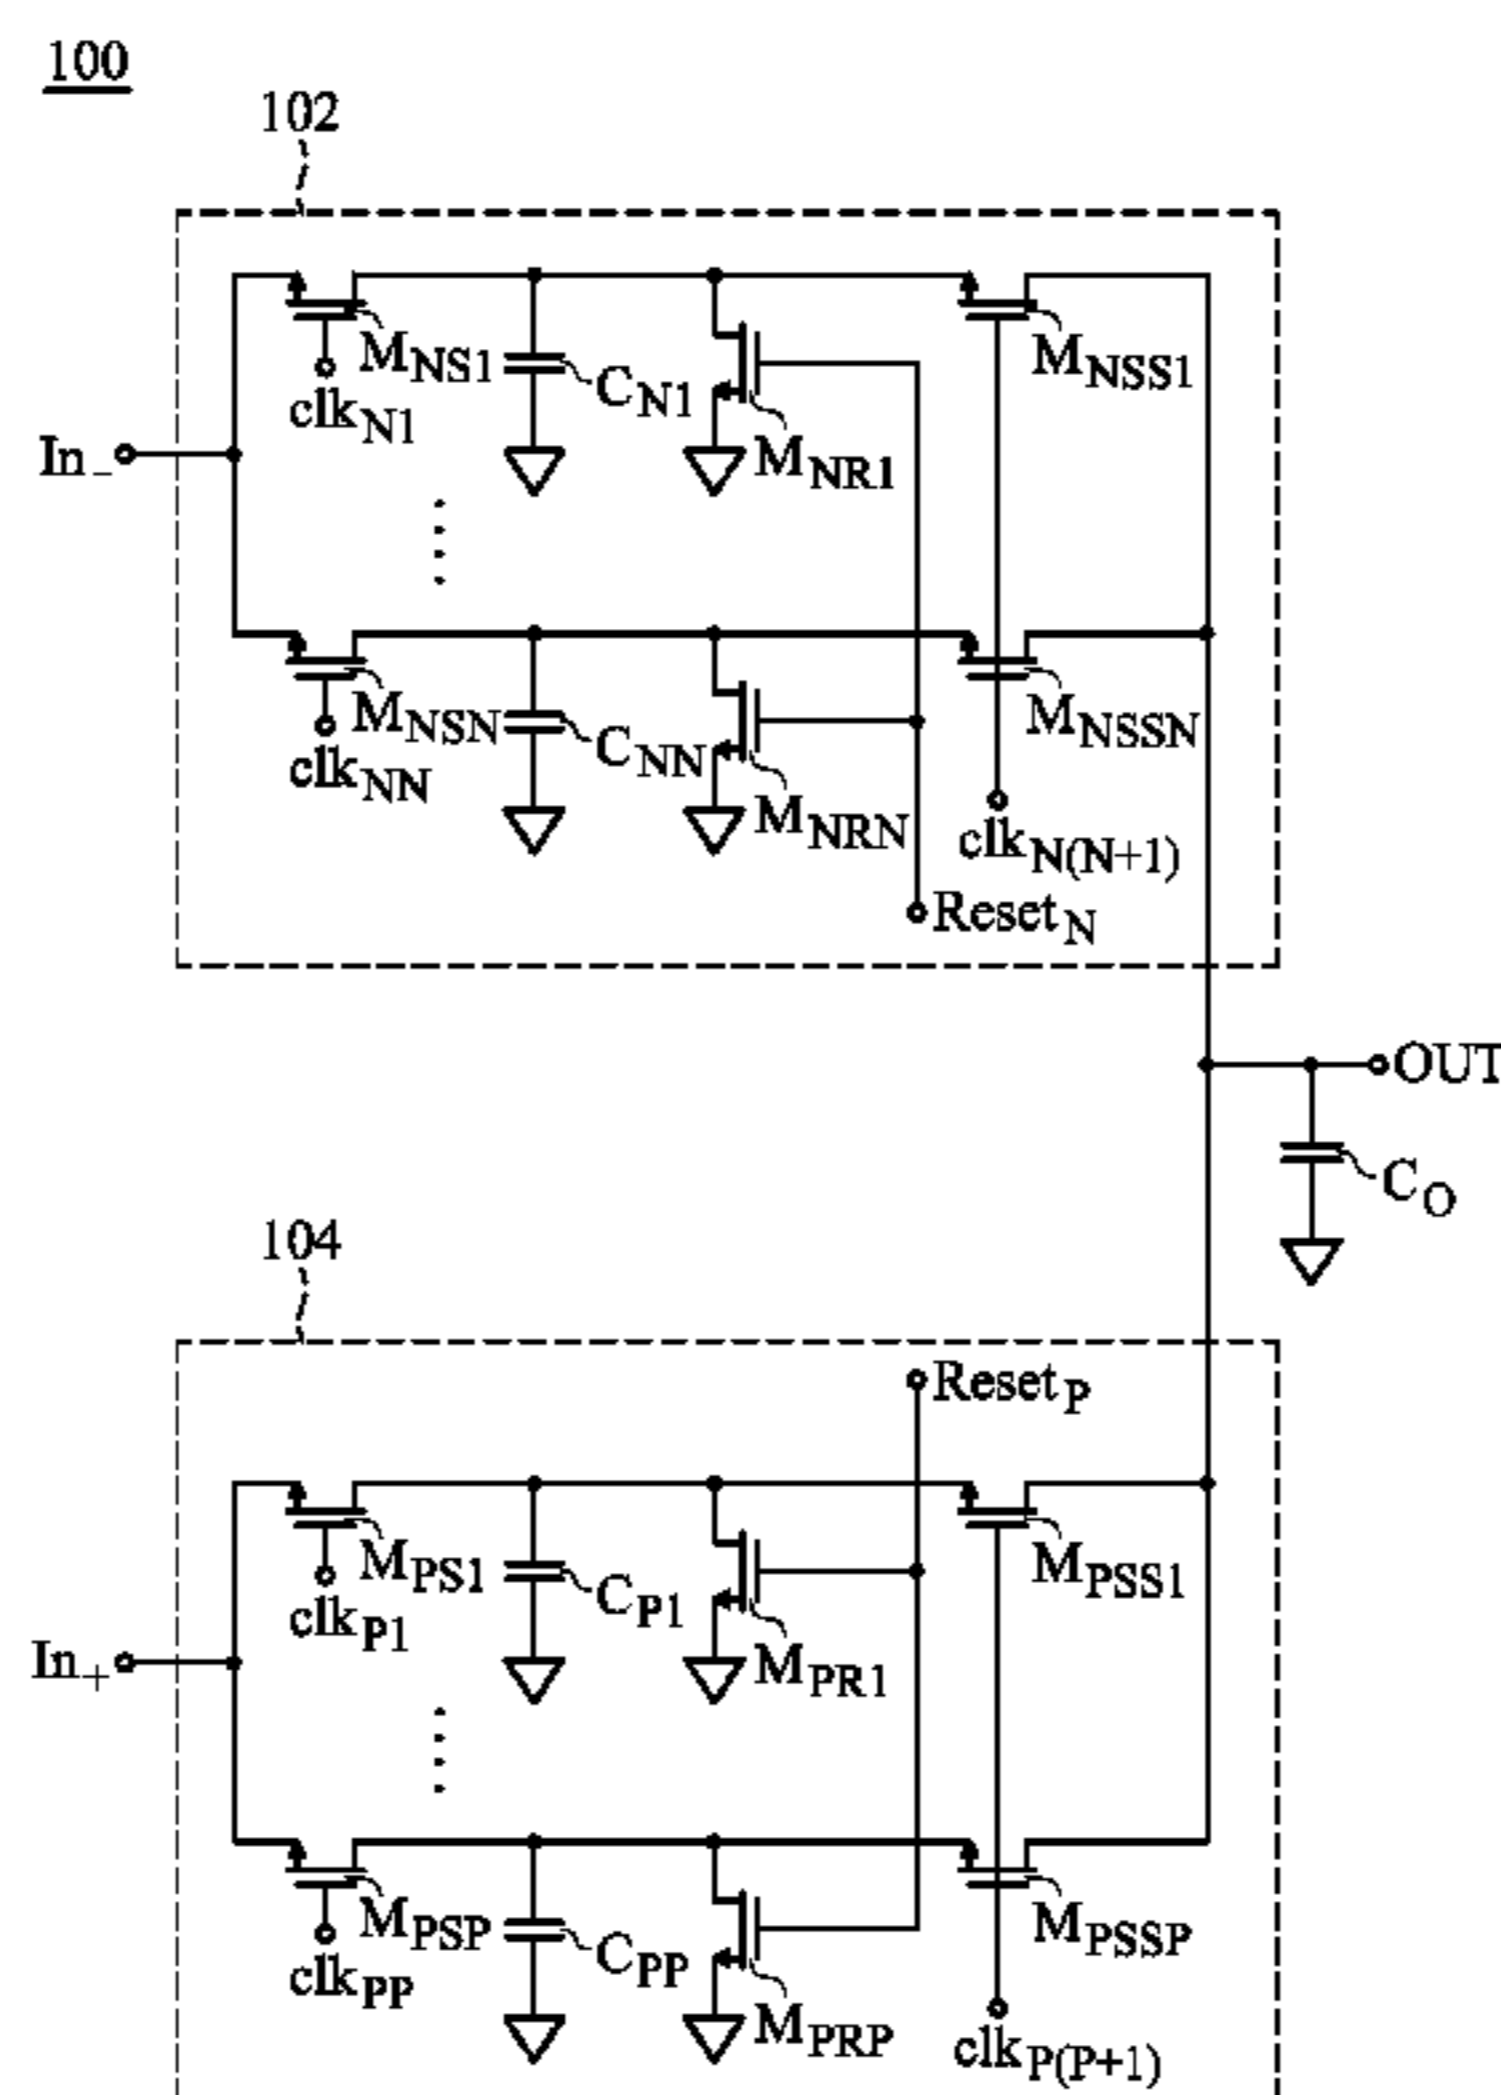 100
102
M_NS1
clk_N1
C_N1
M_NR1
M_NSS1
In_−
M_NSN
clk_NN
C_NN
M_NRN
M_NSSN
clk_N(N+1)
Reset_N
OUT
C_O
104
Reset_P
M_PS1
clk_P1
C_P1
M_PR1
M_PSS1
In_+
M_PSP
clk_PP
C_PP
M_PRP
M_PSSP
clk_P(P+1)